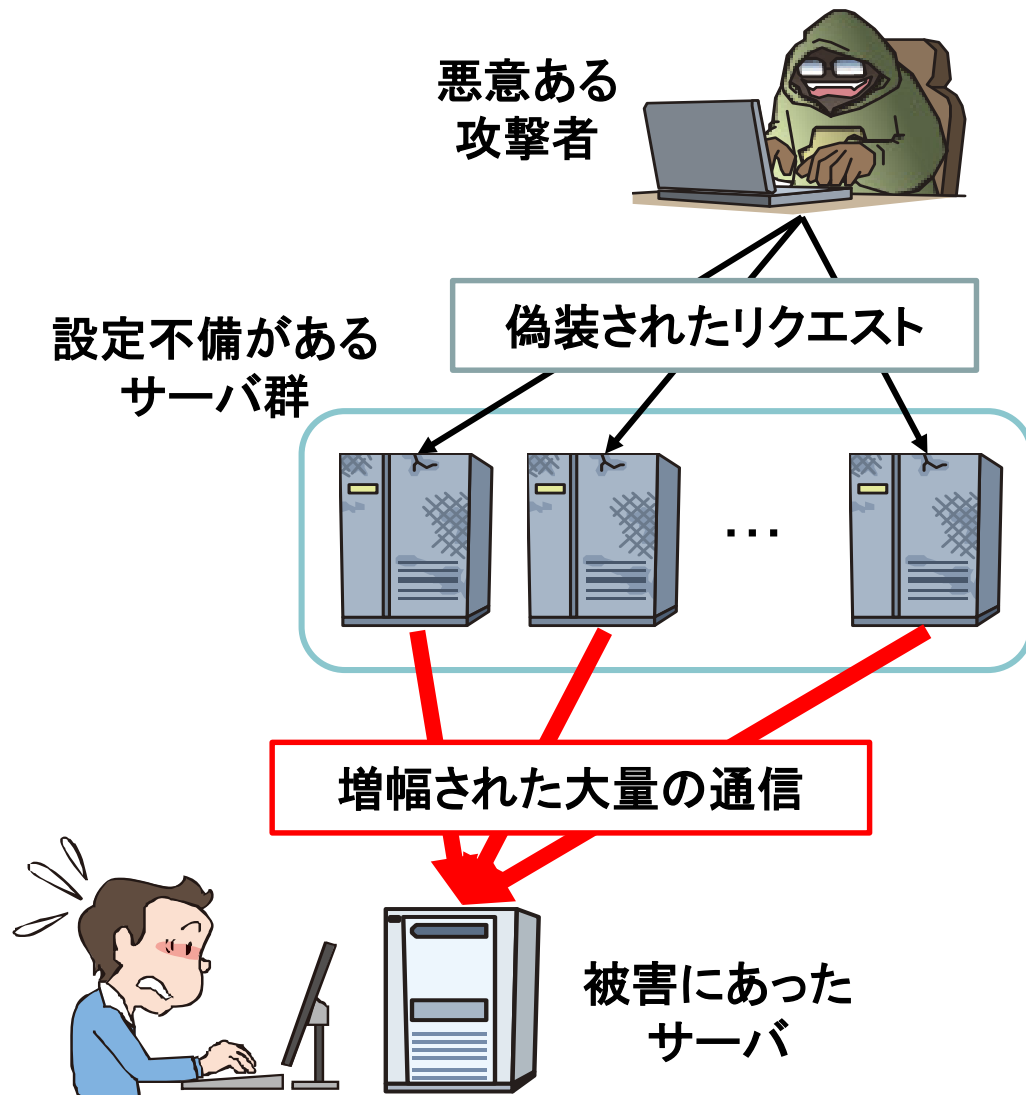 悪意ある
攻撃者
偽装されたリクエスト
設定不備がある
サーバ群
...
増幅された大量の通信
被害にあった
サーバ